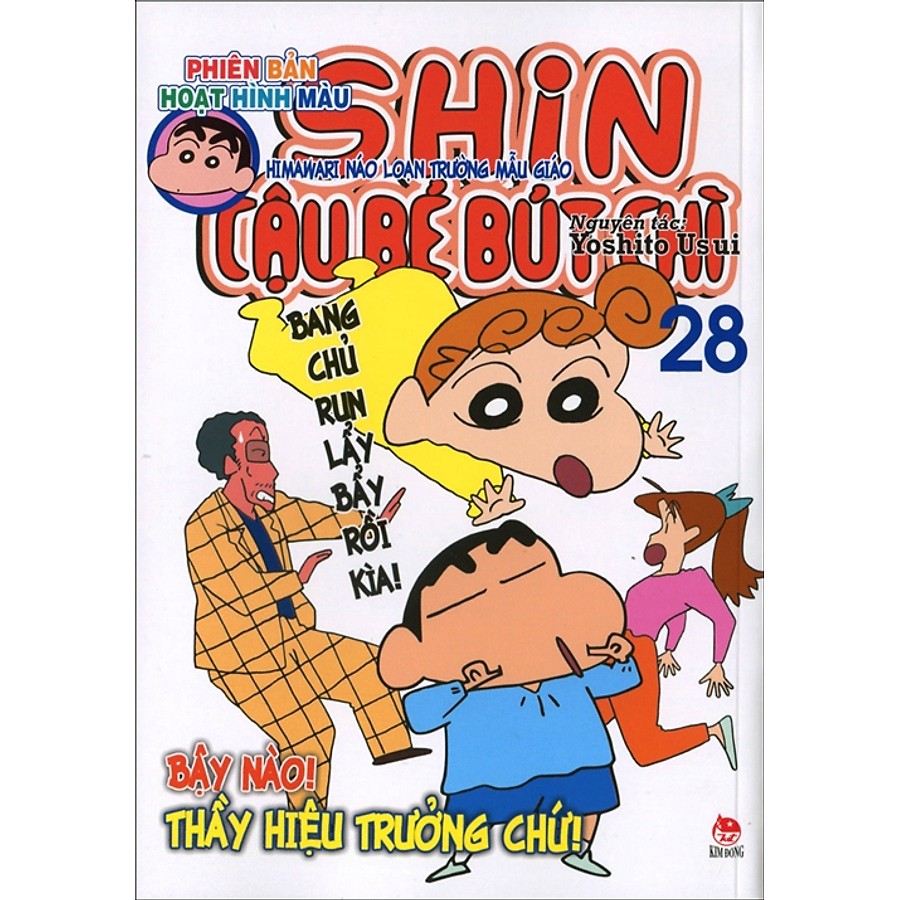 PHIÊN BẢN
HOẠT HÌNH MÀU
SHiN
HIMAWARI NÁO LOẠN TRƯỜNG MẪU GIÁO
CẬU BÉ BÚT CHÌ
Nguyên tác:
Yoshito Usui
28
BANG
CHỦ
RUN
LẨY
BẨY
RỒI
KÌA!
BẬY NÀO!
THẦY HIỆU TRƯỞNG CHỨ!
KIM ĐỒNG